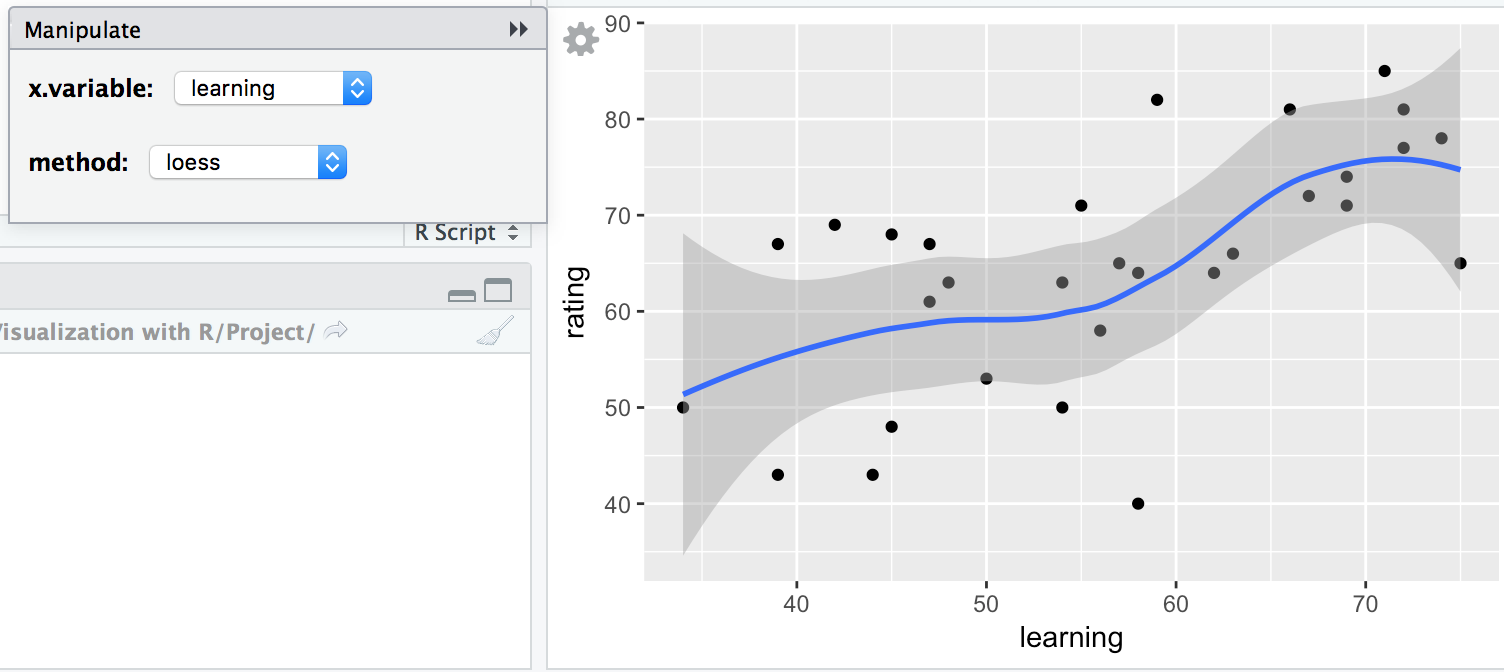 Manipulate
x.variable: learning
method: loess
R Script
isualization with R/Project/
90
80
70
60
50
40
rating
40 50 60 70
learning